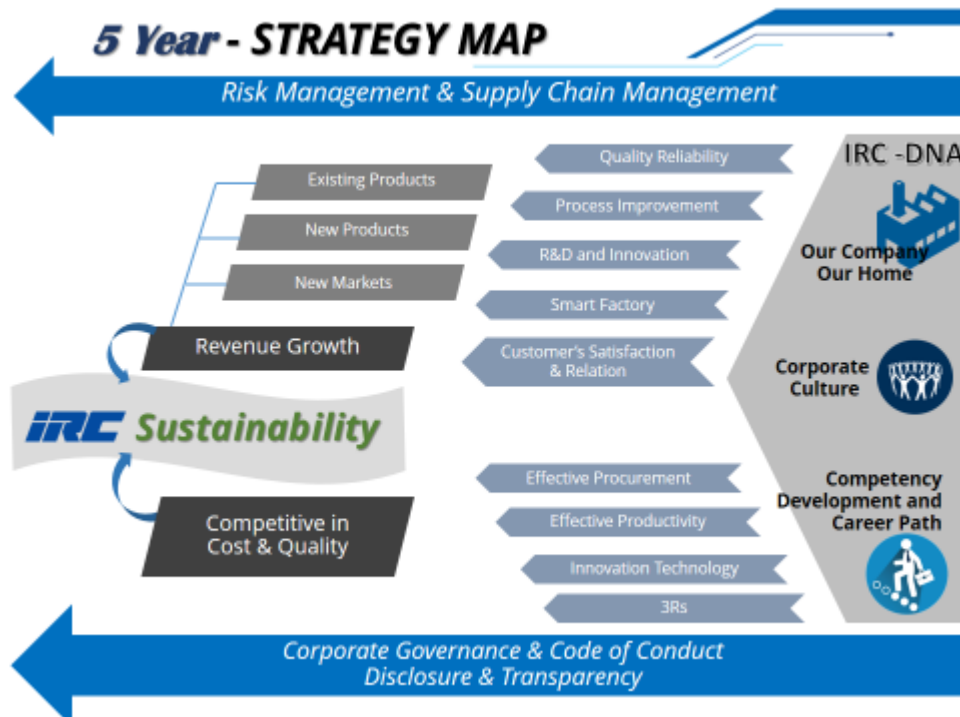 5 Year - STRATEGY MAP
Risk Management & Supply Chain Management
Existing Products
New Products
New Markets
Revenue Growth
IRC Sustainability
Competitive in
Cost & Quality
Quality Reliability
Process Improvement
R&D and Innovation
Smart Factory
Customer's Satisfaction
& Relation
Effective Procurement
Effective Productivity
Innovation Technology
3Rs
IRC -DNA
Our Company
Our Home
Corporate
Culture
Competency
Development and
Career Path
Corporate Governance & Code of Conduct
Disclosure & Transparency